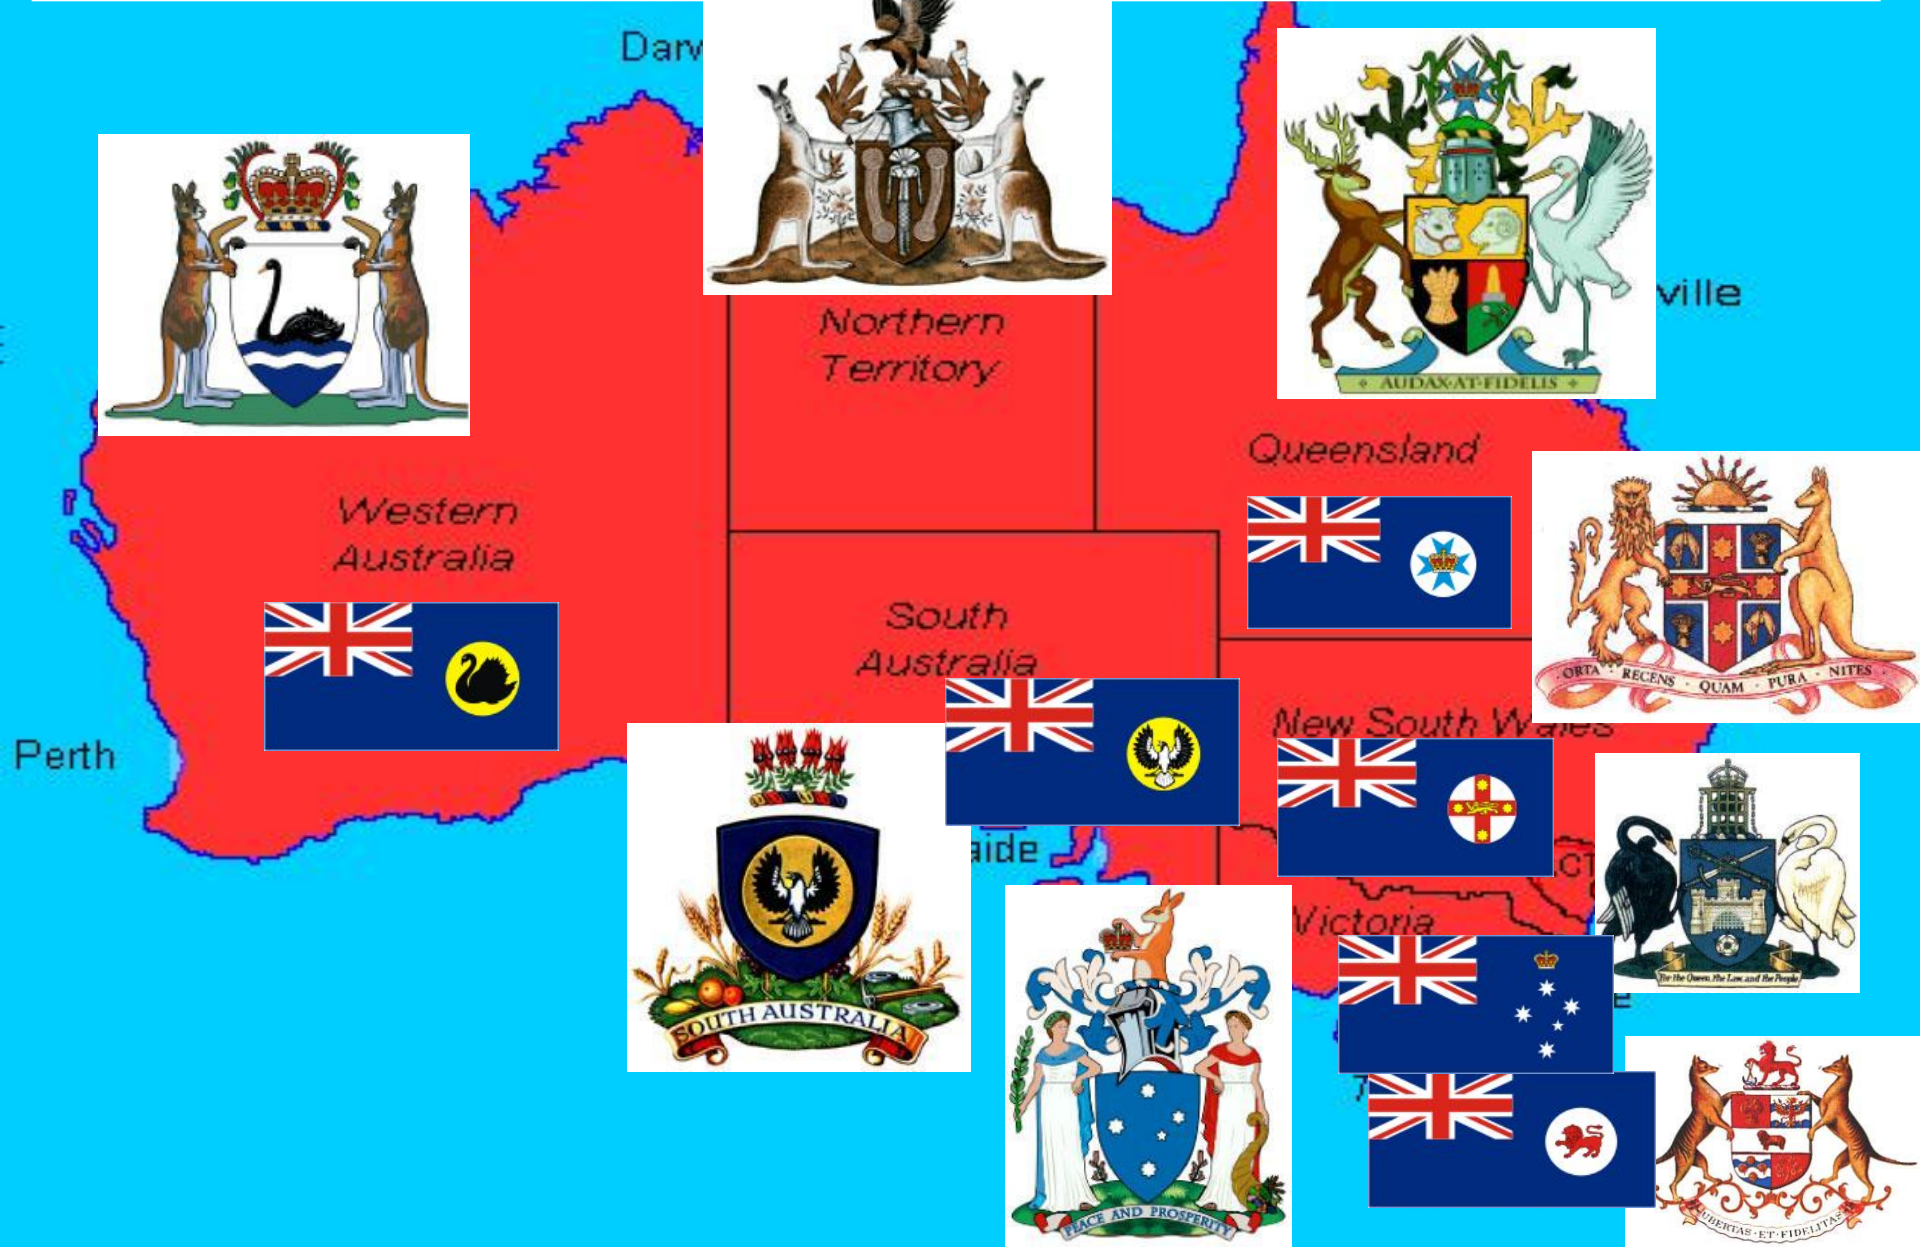 Darw
ville
Northern
Territory
AUDAX·AT·FIDELIS
Queensland
Western
Australia
South
Australia
ORTA · RECENS · QUAM · PURA · NITES
New South Wales
Perth
aide
CT
Victoria
For the Queen, the Law, and the People
SOUTH AUSTRALIA
PEACE AND PROSPERITY
UBERTAS·ET·FIDELITAS